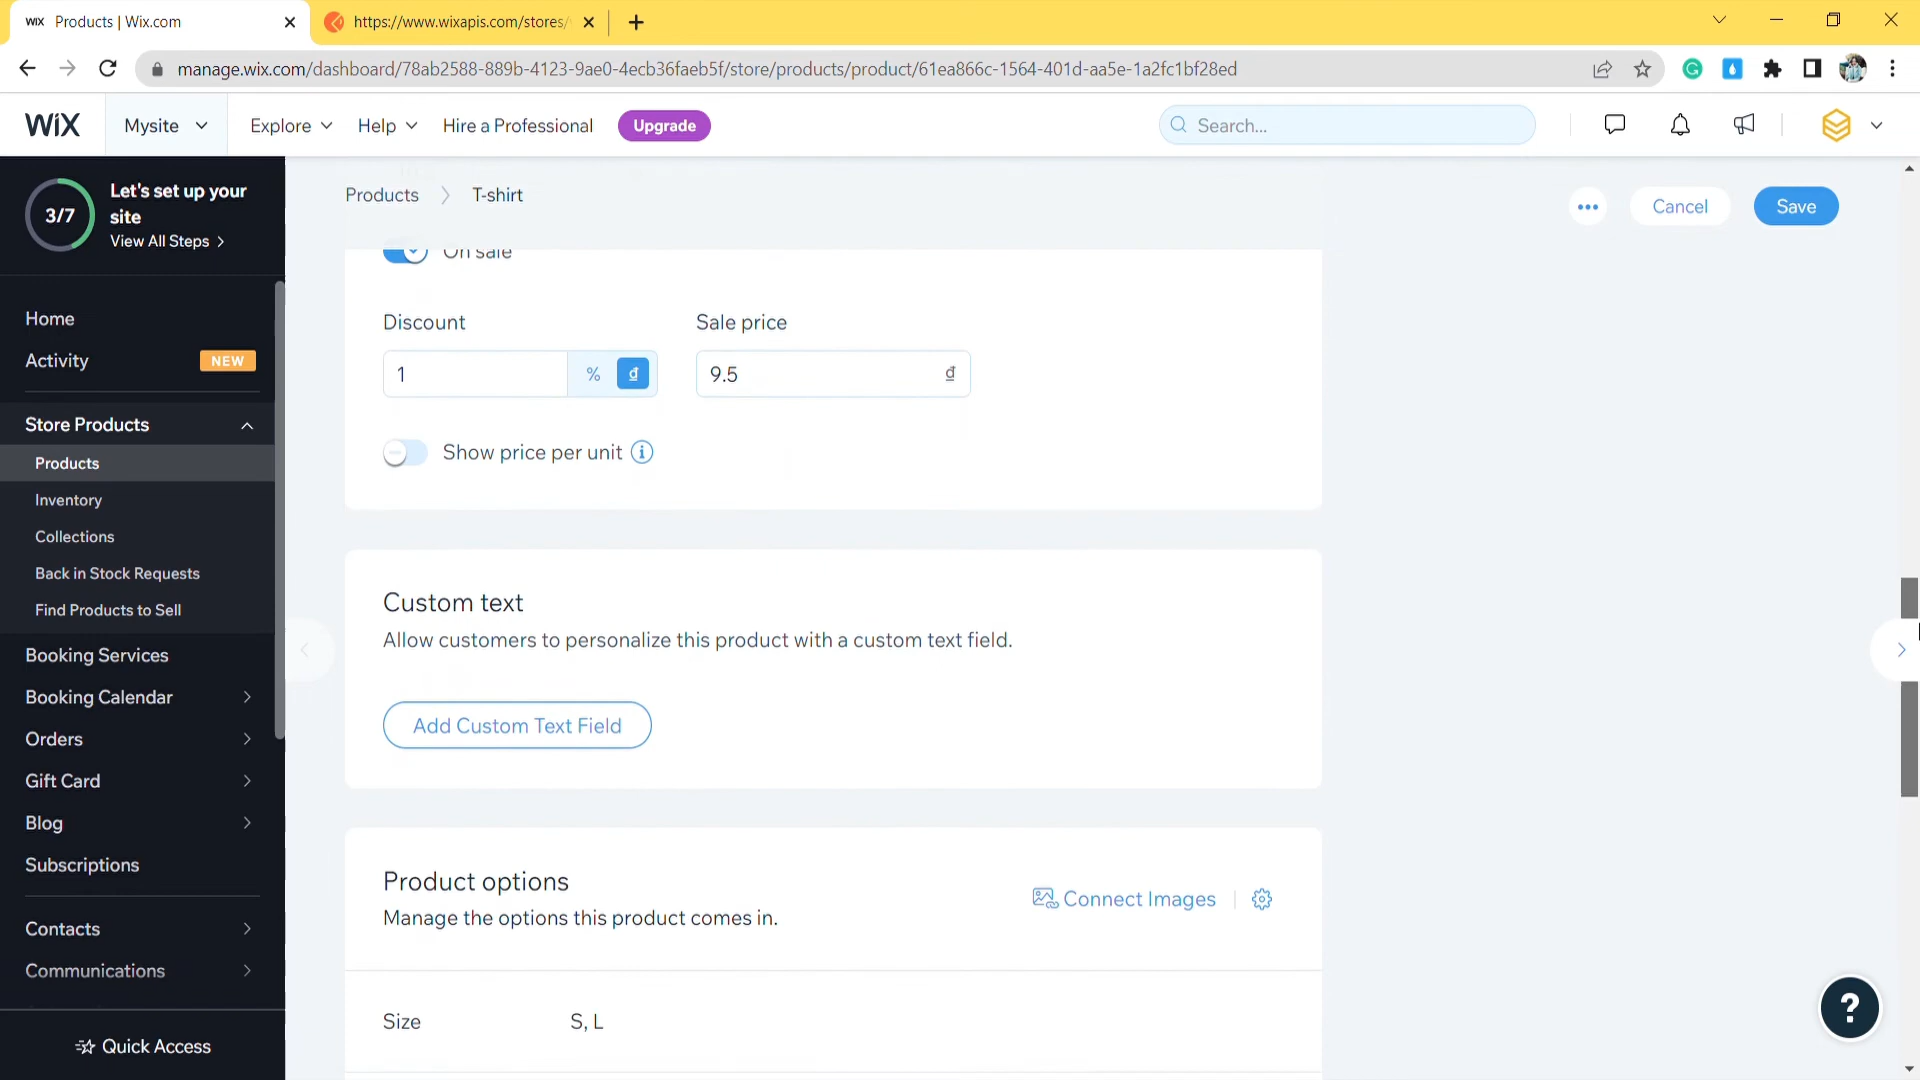 WIX Products | Wix.com
https://www.wixapis.com/stores/
manage.wix.com/dashboard/78ab2588-889b-4123-9ae0-4ecb36faeb5f/store/products/product/61ea866c-1564-401d-aa5e-1a2fc1bf28ed
WIX
Mysite
Explore
Help
Hire a Professional
Upgrade
Search...
3/7
Let's set up your
site
View All Steps
Home
Activity
NEW
Store Products
Products
Inventory
Collections
Back in Stock Requests
Find Products to Sell
Booking Services
Booking Calendar
Orders
Gift Card
Blog
Subscriptions
Contacts
Communications
Quick Access
Products
T-shirt
Cancel
Save
On sale
Discount
Sale price
1
%
₫
9.5
₫
Show price per unit
Custom text
Allow customers to personalize this product with a custom text field.
Add Custom Text Field
Product options
Manage the options this product comes in.
Connect Images
Size
S, L
?